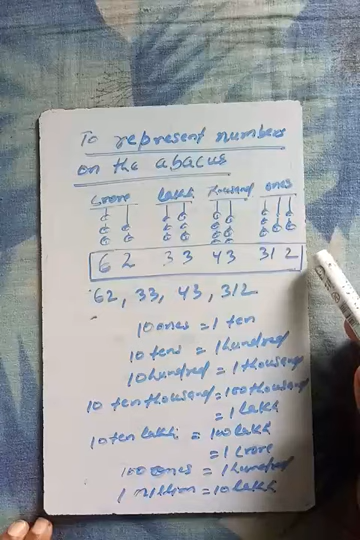 To represent numbers
on the abacus
Crore lakh Thousand ones
6 2 3 3 4 3 3 1 2
62, 33, 43, 312
10 ones = 1 ten
10 tens = 1 hundred
10 hundred = 1 thousand
10 ten thousand = 100 thousand
= 1 lakh
10 ten lakh = 100 lakh
= 1 crore
100 ones = 1 hundred
1 million = 10 lakh